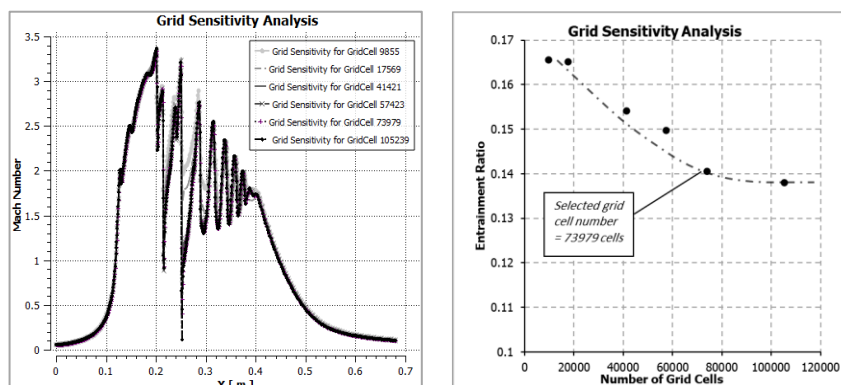 Grid Sensitivity Analysis
3.5
3
2.5
2
1.5
1
0.5
0
Mach Number
Grid Sensitivity for GridCell 9855
Grid Sensitivity for GridCell 17569
Grid Sensitivity for GridCell 41421
Grid Sensitivity for GridCell 57423
Grid Sensitivity for GridCell 73979
Grid Sensitivity for GridCell 105239
0 0.1 0.2 0.3 0.4 0.5 0.6 0.7
X [ m ]
Grid Sensitivity Analysis
0.17
0.16
0.15
0.14
0.13
0.12
0.11
0.1
Entrainment Ratio
Selected grid
cell number
= 73979 cells
0 20000 40000 60000 80000 100000 120000
Number of Grid Cells